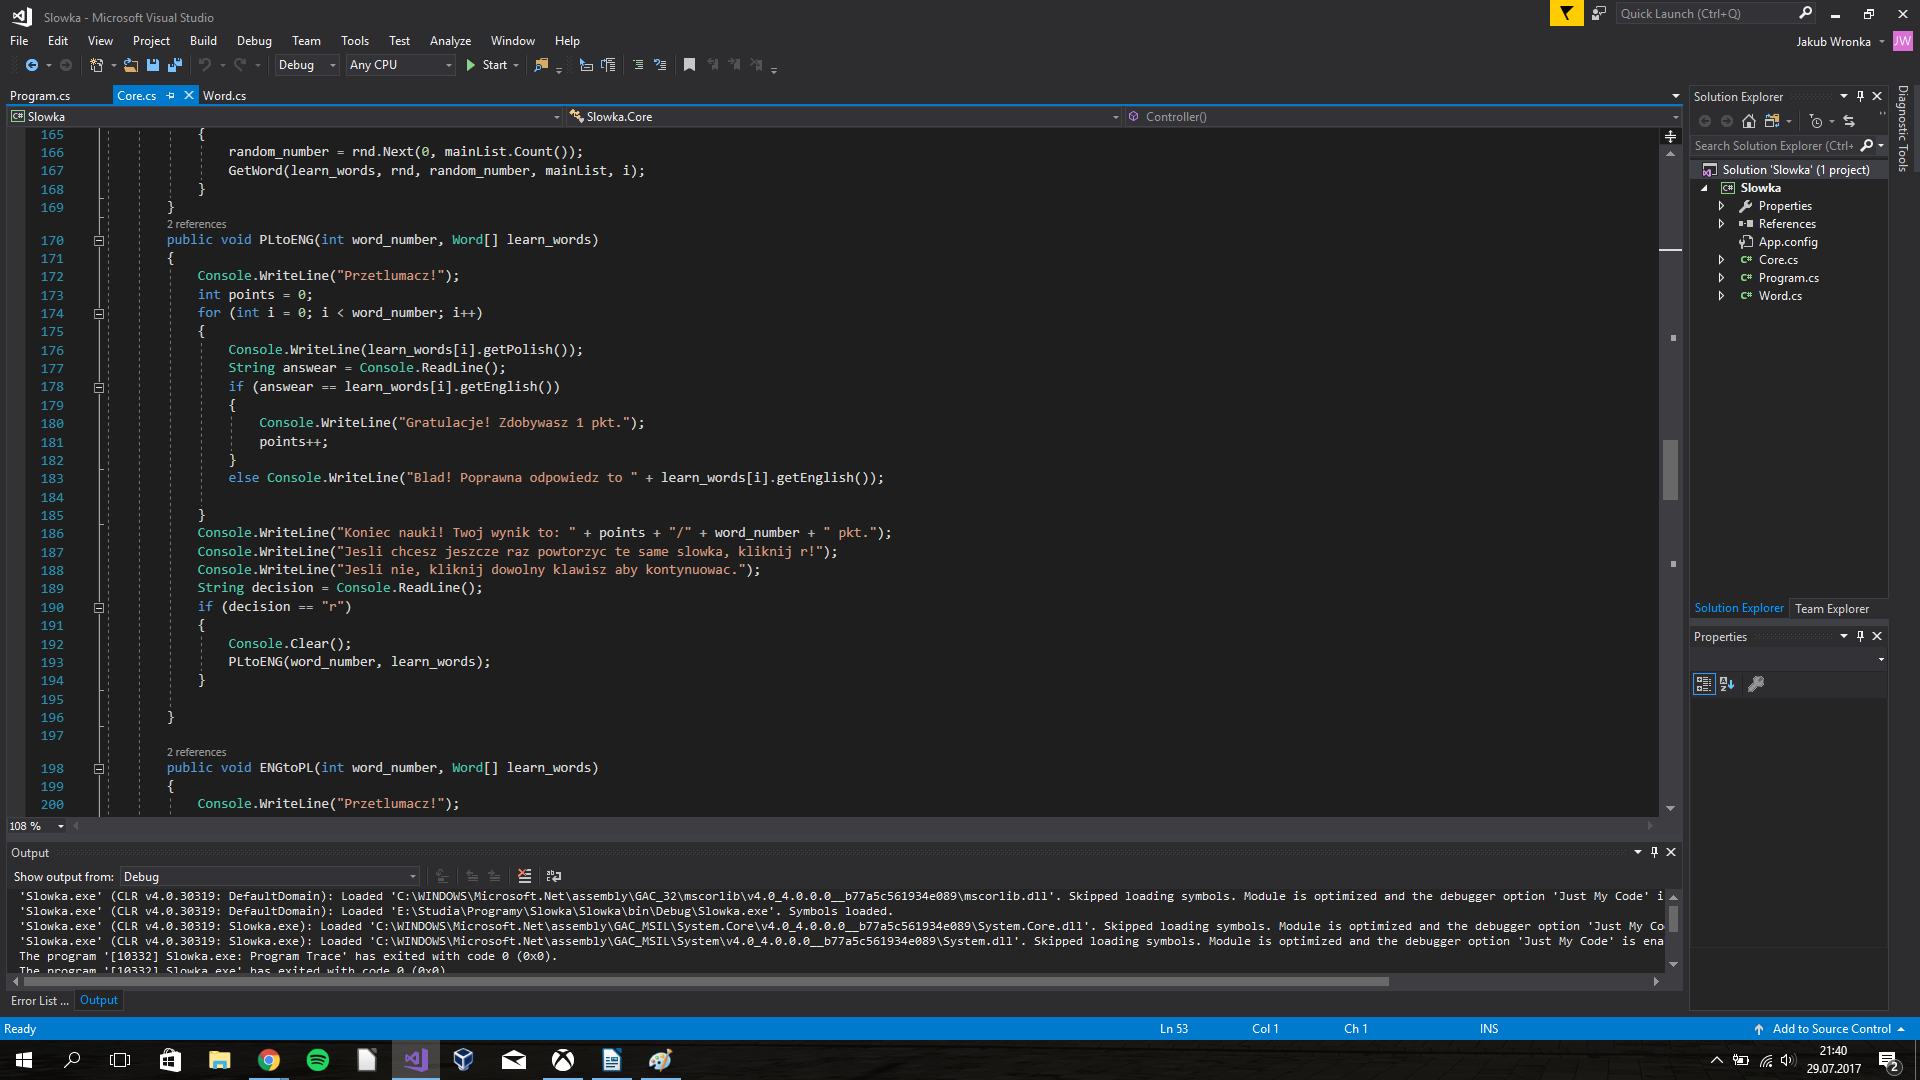 Slowka - Microsoft Visual Studio
Quick Launch (Ctrl+Q)
File Edit View Project Build Debug Team Tools Test Analyze Window Help
Jakub Wronka JW
Debug Any CPU Start
Program.cs Core.cs Word.cs
Slowka Slowka.Core Controller()
165 {
166 random_number = rnd.Next(0, mainList.Count());
167 GetWord(learn_words, rnd, random_number, mainList, i);
168 }
169 }
2 references
170 public void PLtoENG(int word_number, Word[] learn_words)
171 {
172 Console.WriteLine("Przetlumacz!");
173 int points = 0;
174 for (int i = 0; i < word_number; i++)
175 {
176 Console.WriteLine(learn_words[i].getPolish());
177 String answear = Console.ReadLine();
178 if (answear == learn_words[i].getEnglish())
179 {
180 Console.WriteLine("Gratulacje! Zdobywasz 1 pkt.");
181 points++;
182 }
183 else Console.WriteLine("Blad! Poprawna odpowiedz to " + learn_words[i].getEnglish());
184
185 }
186 Console.WriteLine("Koniec nauki! Twoj wynik to: " + points + "/" + word_number + " pkt.");
187 Console.WriteLine("Jesli chcesz jeszcze raz powtorzyc te same slowka, kliknij r!");
188 Console.WriteLine("Jesli nie, kliknij dowolny klawisz aby kontynuowac.");
189 String decision = Console.ReadLine();
190 if (decision == "r")
191 {
192 Console.Clear();
193 PLtoENG(word_number, learn_words);
194 }
195
196 }
197
2 references
198 public void ENGtoPL(int word_number, Word[] learn_words)
199 {
200 Console.WriteLine("Przetlumacz!");
108 %
Output
Show output from: Debug
'Slowka.exe' (CLR v4.0.30319: DefaultDomain): Loaded 'C:\WINDOWS\Microsoft.Net\assembly\GAC_32\mscorlib\v4.0_4.0.0.0__b77a5c561934e089\mscorlib.dll'. Skipped loading symbols. Module is optimized and the debugger option 'Just My Code' i
'Slowka.exe' (CLR v4.0.30319: DefaultDomain): Loaded 'E:\Studia\Programy\Slowka\Slowka\bin\Debug\Slowka.exe'. Symbols loaded.
'Slowka.exe' (CLR v4.0.30319: Slowka.exe): Loaded 'C:\WINDOWS\Microsoft.Net\assembly\GAC_MSIL\System.Core\v4.0_4.0.0.0__b77a5c561934e089\System.Core.dll'. Skipped loading symbols. Module is optimized and the debugger option 'Just My Co
'Slowka.exe' (CLR v4.0.30319: Slowka.exe): Loaded 'C:\WINDOWS\Microsoft.Net\assembly\GAC_MSIL\System\v4.0_4.0.0.0__b77a5c561934e089\System.dll'. Skipped loading symbols. Module is optimized and the debugger option 'Just My Code' is ena
The program '[10332] Slowka.exe: Program Trace' has exited with code 0 (0x0).
The program '[10332] Slowka.exe' has exited with code 0 (0x0).
Error List ... Output
Solution Explorer
Search Solution Explorer (Ctrl+
Solution 'Slowka' (1 project)
Slowka
Properties
References
App.config
Core.cs
Program.cs
Word.cs
Solution Explorer Team Explorer
Properties
Diagnostic Tools
Ready Ln 53 Col 1 Ch 1 INS Add to Source Control
21:40
29.07.2017
2